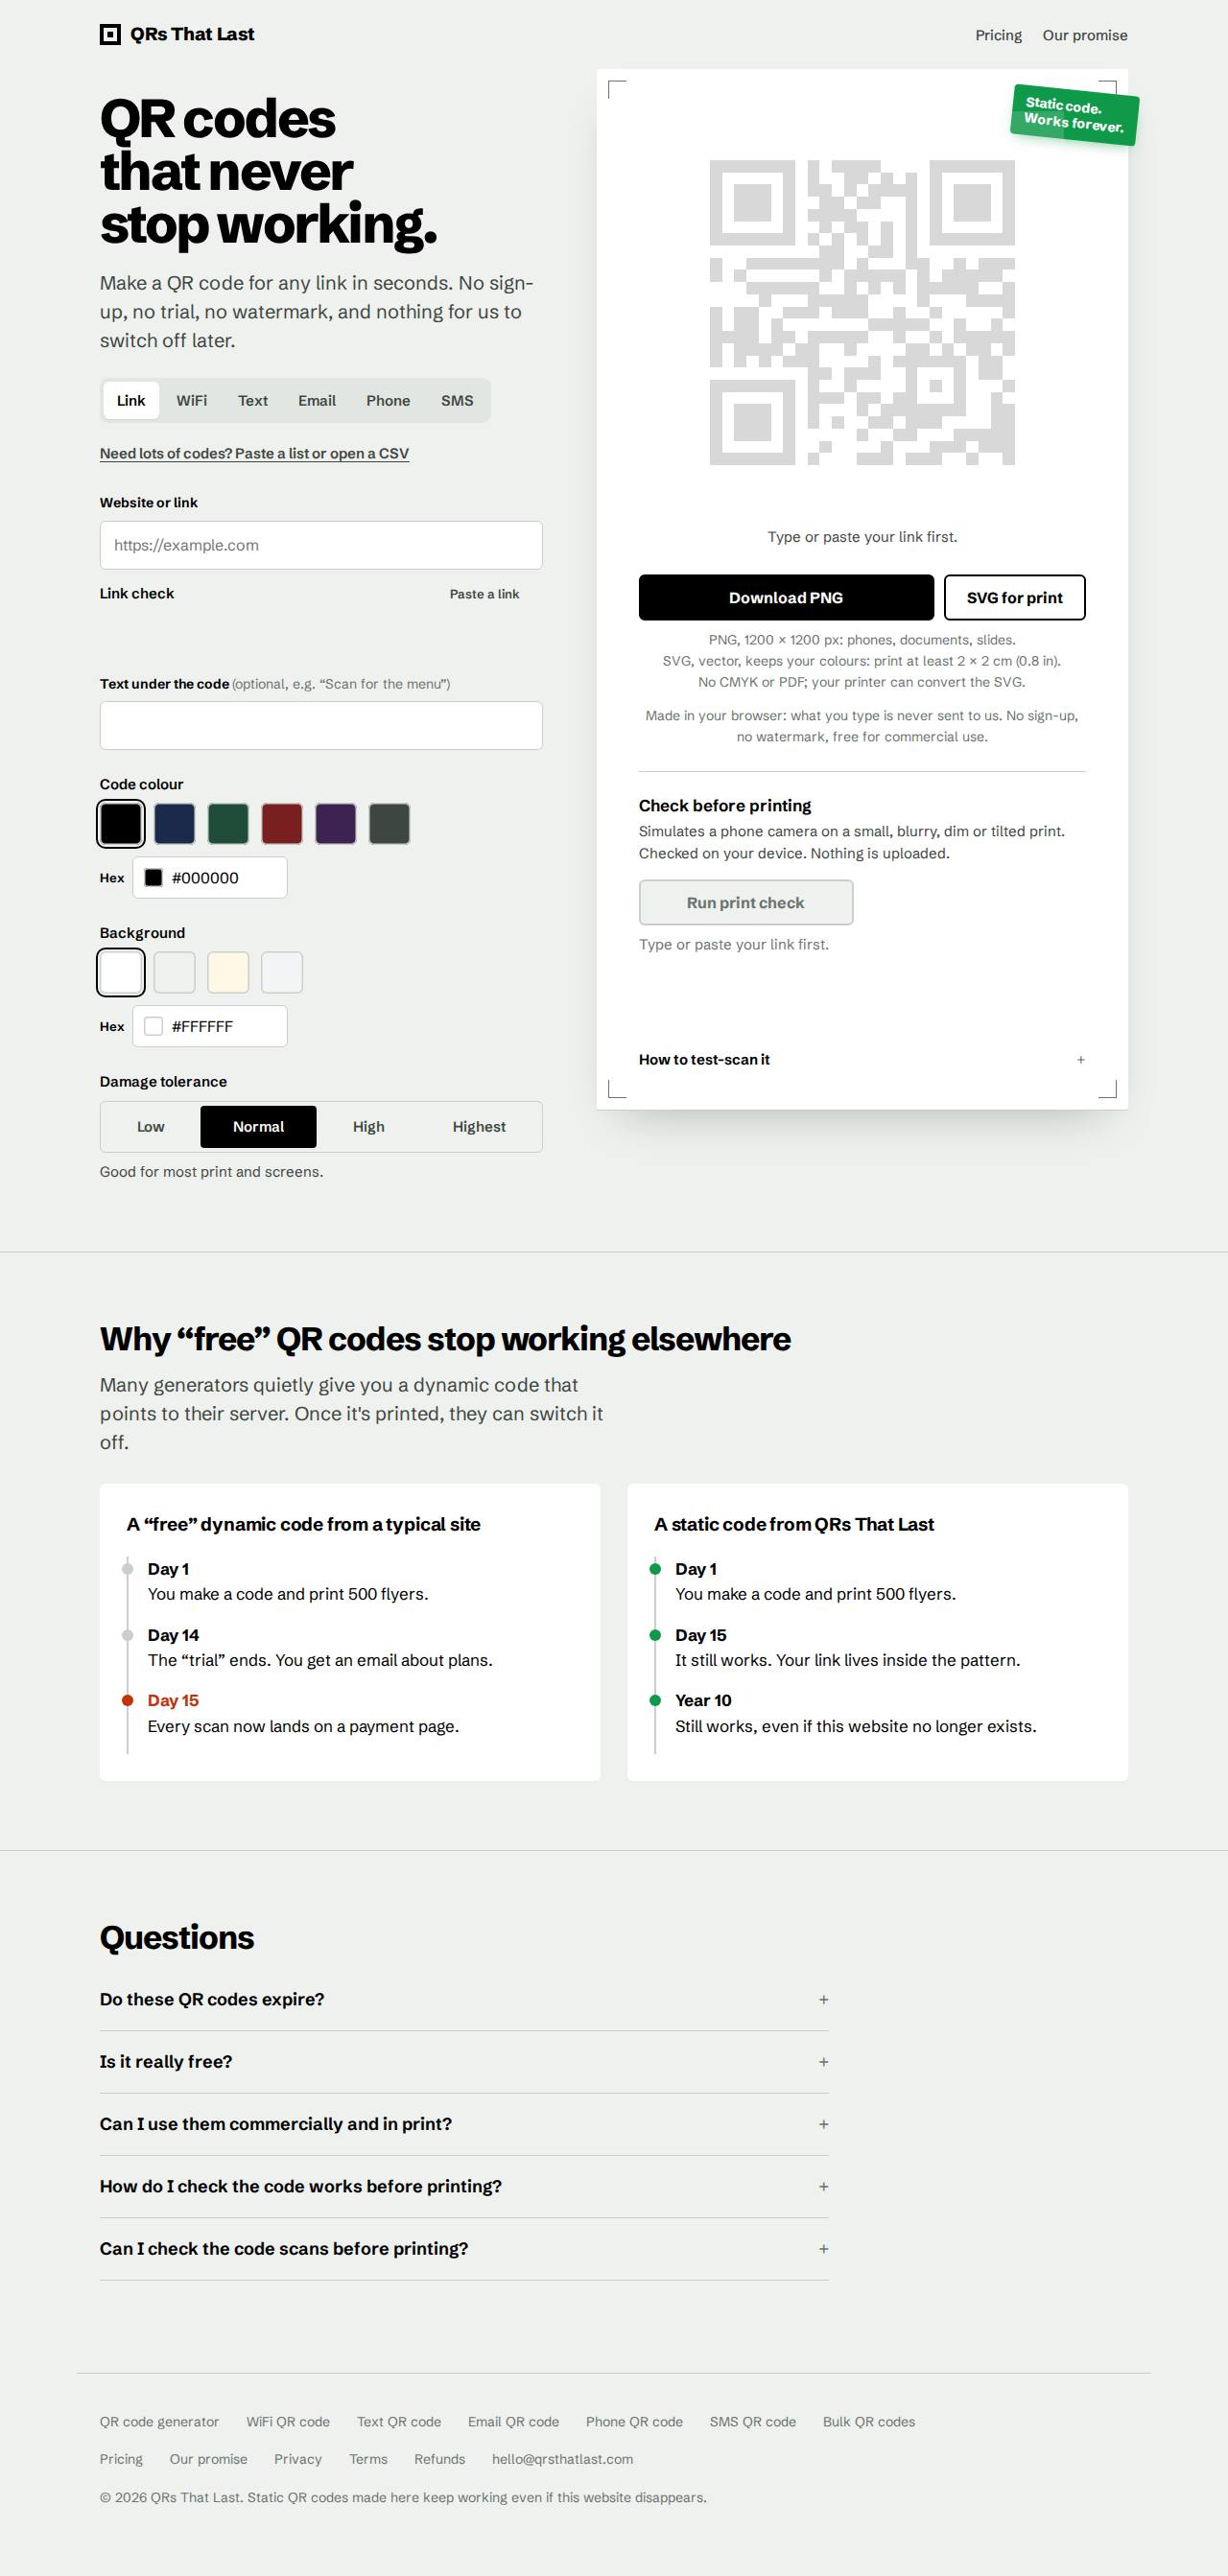 QRs That Last
Pricing Our promise
QR codes
that never
stop working.
Make a QR code for any link in seconds. No sign-
up, no trial, no watermark, and nothing for us to
switch off later.
Link WiFi Text Email Phone SMS
Need lots of codes? Paste a list or open a CSV
Website or link
https://example.com
Link check Paste a link
Text under the code (optional, e.g. “Scan for the menu”)
Code colour
Hex #000000
Background
Hex #FFFFFF
Damage tolerance
Low Normal High Highest
Good for most print and screens.
Static code.
Works forever.
Type or paste your link first.
Download PNG SVG for print
PNG, 1200 × 1200 px: phones, documents, slides.
SVG, vector, keeps your colours: print at least 2 × 2 cm (0.8 in).
No CMYK or PDF; your printer can convert the SVG.
Made in your browser: what you type is never sent to us. No sign-up,
no watermark, free for commercial use.
Check before printing
Simulates a phone camera on a small, blurry, dim or tilted print.
Checked on your device. Nothing is uploaded.
Run print check
Type or paste your link first.
How to test-scan it +
Why “free” QR codes stop working elsewhere
Many generators quietly give you a dynamic code that
points to their server. Once it's printed, they can switch it
off.
A “free” dynamic code from a typical site
Day 1
You make a code and print 500 flyers.
Day 14
The “trial” ends. You get an email about plans.
Day 15
Every scan now lands on a payment page.
A static code from QRs That Last
Day 1
You make a code and print 500 flyers.
Day 15
It still works. Your link lives inside the pattern.
Year 10
Still works, even if this website no longer exists.
Questions
Do these QR codes expire? +
Is it really free? +
Can I use them commercially and in print? +
How do I check the code works before printing? +
Can I check the code scans before printing? +
QR code generator WiFi QR code Text QR code Email QR code Phone QR code SMS QR code Bulk QR codes
Pricing Our promise Privacy Terms Refunds hello@qrsthatlast.com
© 2026 QRs That Last. Static QR codes made here keep working even if this website disappears.